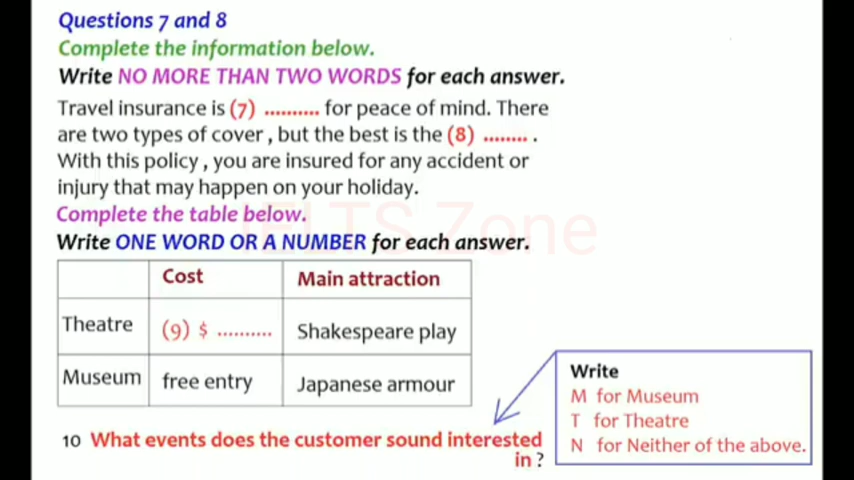 Questions 7 and 8
Complete the information below.
Write NO MORE THAN TWO WORDS for each answer.
Travel insurance is (7) .......... for peace of mind. There
are two types of cover , but the best is the (8) ........ .
With this policy , you are insured for any accident or
injury that may happen on your holiday.
IELTS Zone
Complete the table below.
Write ONE WORD OR A NUMBER for each answer.
Cost Main attraction
Theatre (9) $ .......... Shakespeare play
Museum free entry Japanese armour
10 What events does the customer sound interested
in ?
Write
M for Museum
T for Theatre
N for Neither of the above.